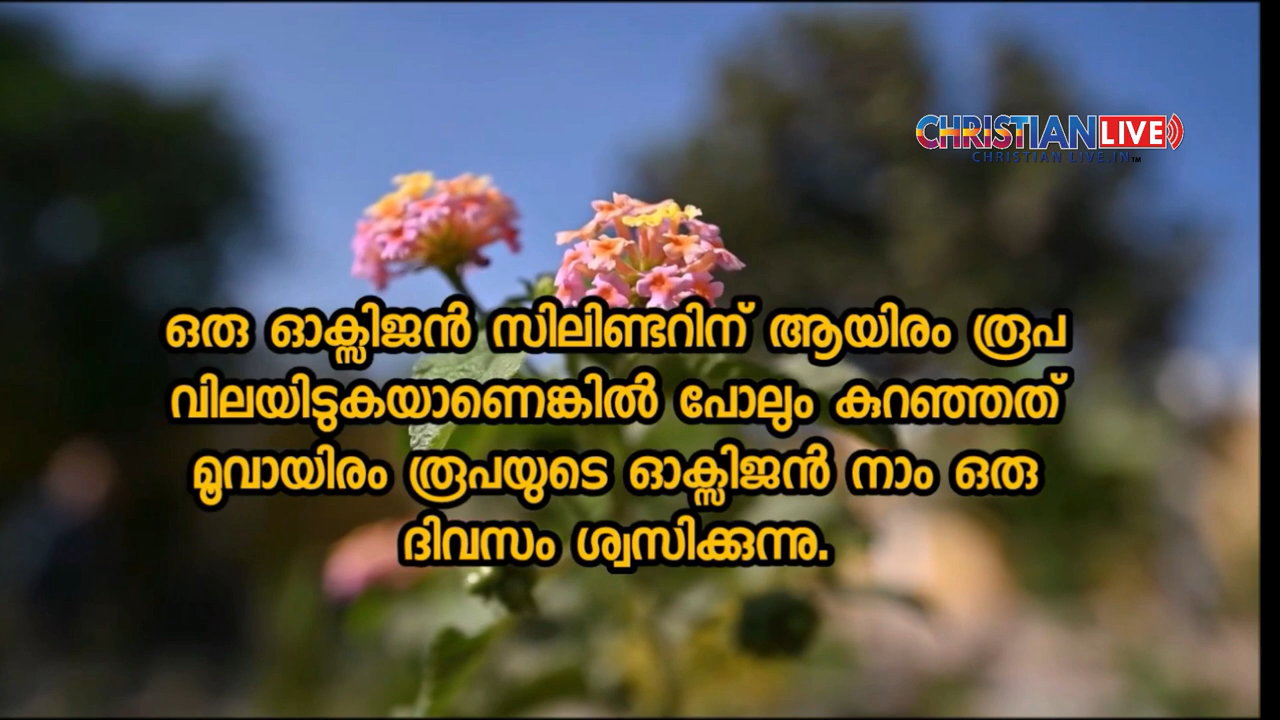 CHRISTIAN LIVE
CHRISTIAN LIVE.IN™
ഒരു ഓക്സിജൻ സിലിണ്ടറിന് ആയിരം രൂപ
വിലയിടുകയാണെങ്കിൽ പോലും കുറഞ്ഞത്
മൂവായിരം രൂപയുടെ ഓക്സിജൻ നാം ഒരു
ദിവസം ശ്വസിക്കുന്നു.